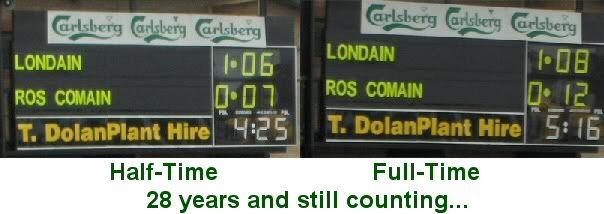 Carlsberg Carlsberg Carlsberg
LONDAIN 1·06
ROS COMAIN 0·07
T. DolanPlant Hire 4:25
Carlsberg Carlsberg Carlsberg
LONDAIN 1·08
ROS COMAIN 0·12
T. DolanPlant Hire 5:16
Half-Time Full-Time
28 years and still counting...